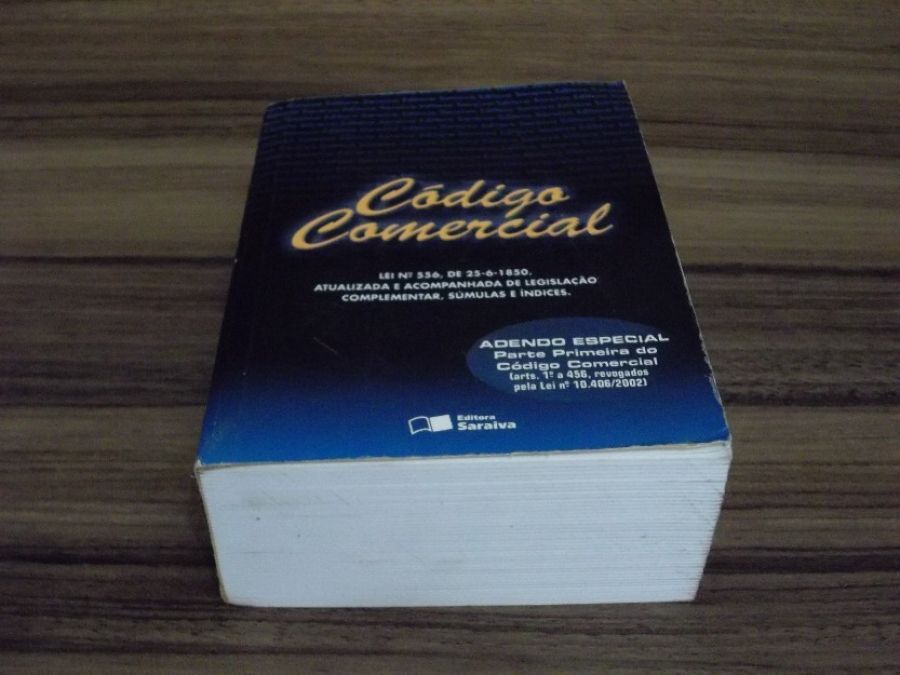 Código
Comercial
LEI Nº 556, DE 25-6-1850.
ATUALIZADA E ACOMPANHADA DE LEGISLAÇÃO
COMPLEMENTAR, SÚMULAS E ÍNDICES.
ADENDO ESPECIAL
Parte Primeira do
Código Comercial
(arts. 1º a 456, revogados
pela Lei nº 10.406/2002)
Editora
Saraiva